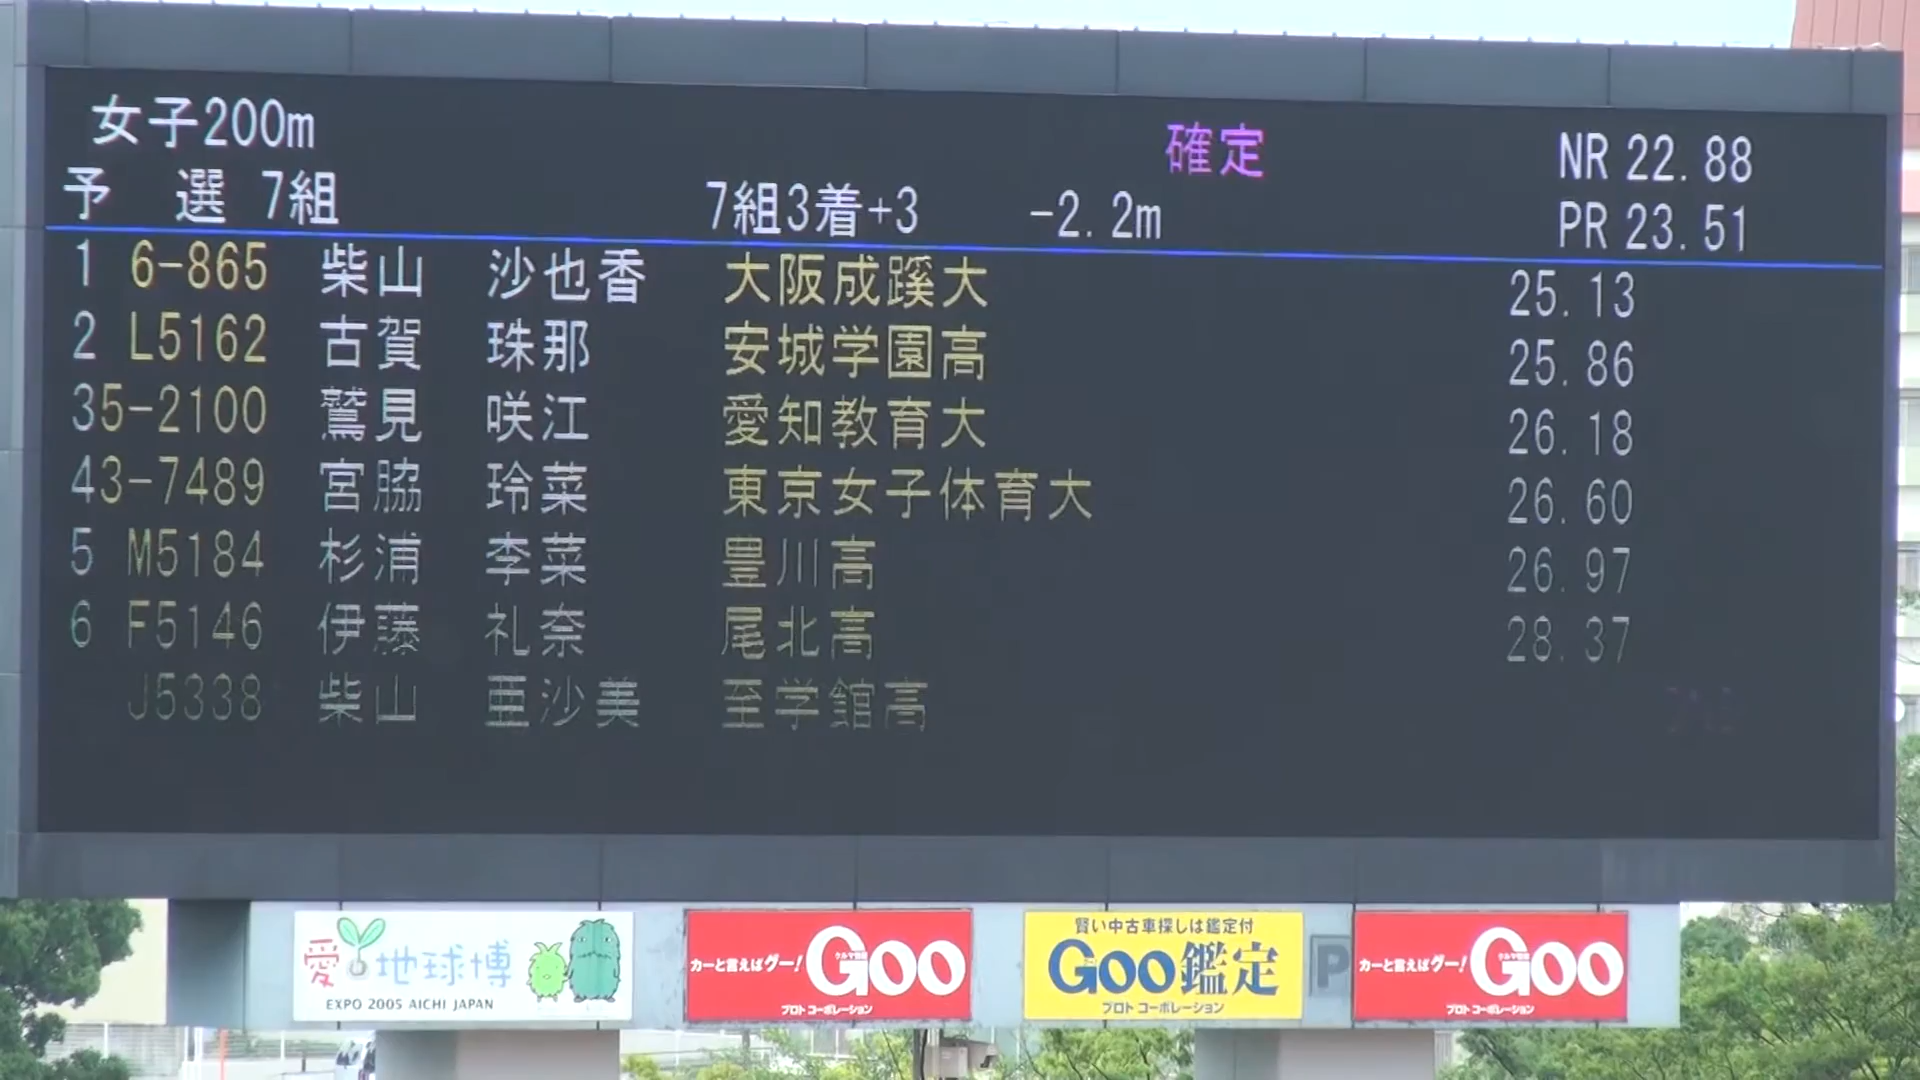 女子200m 確定 NR 22.88
予 選 7組 7組3着+3 -2.2m PR 23.51
1 6-865 柴山 沙也香 大阪成蹊大 25.13
2 L5162 古賀 珠那 安城学園高 25.86
35-2100 鷲見 咲江 愛知教育大 26.18
43-7489 宮脇 玲菜 東京女子体育大 26.60
5 M5184 杉浦 李菜 豊川高 26.97
6 F5146 伊藤 礼奈 尾北高 28.37
J5338 柴山 亜沙美 至学館高
愛・地球博
EXPO 2005 AICHI JAPAN
カーと言えばグー! Goo
プロトコーポレーション
賢い中古車探しは鑑定付
Goo鑑定
プロトコーポレーション
P
カーと言えばグー! Goo
プロトコーポレーション